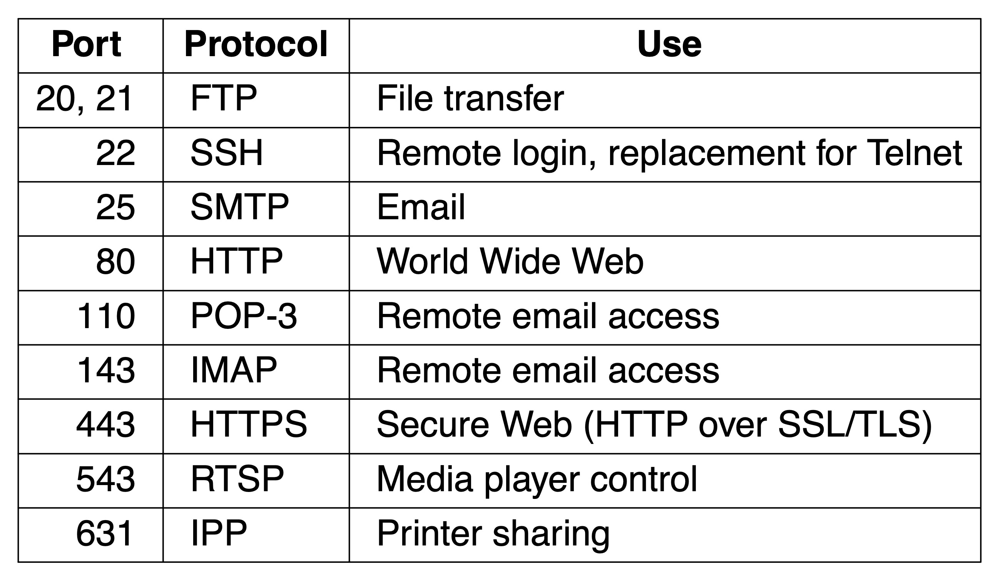 Port Protocol Use
20, 21 FTP File transfer
22 SSH Remote login, replacement for Telnet
25 SMTP Email
80 HTTP World Wide Web
110 POP-3 Remote email access
143 IMAP Remote email access
443 HTTPS Secure Web (HTTP over SSL/TLS)
543 RTSP Media player control
631 IPP Printer sharing